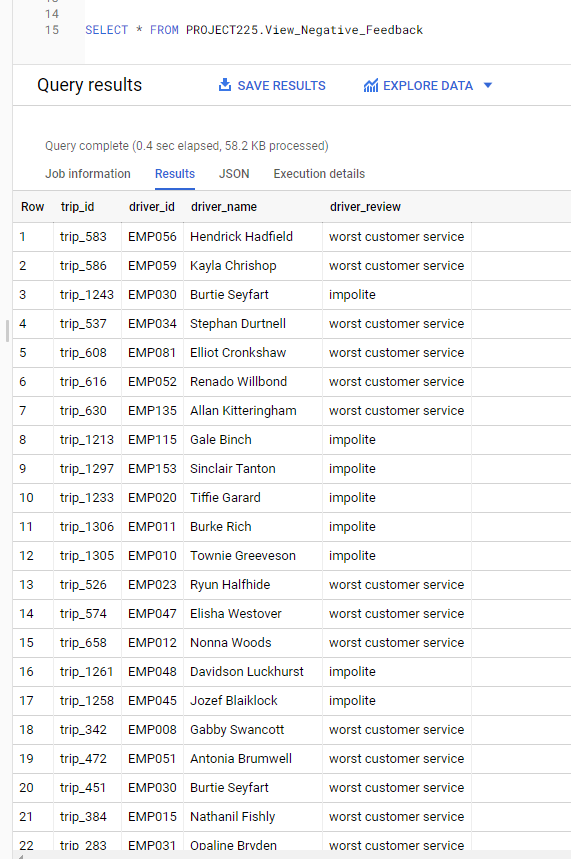 14
15 SELECT * FROM PROJECT225.View_Negative_Feedback
Query results SAVE RESULTS EXPLORE DATA
Query complete (0.4 sec elapsed, 58.2 KB processed)
Job information Results JSON Execution details
Row trip_id driver_id driver_name driver_review
1 trip_583 EMP056 Hendrick Hadfield worst customer service
2 trip_586 EMP059 Kayla Chrishop worst customer service
3 trip_1243 EMP030 Burtie Seyfart impolite
4 trip_537 EMP034 Stephan Durtnell worst customer service
5 trip_608 EMP081 Elliot Cronkshaw worst customer service
6 trip_616 EMP052 Renado Willbond worst customer service
7 trip_630 EMP135 Allan Kitteringham worst customer service
8 trip_1213 EMP115 Gale Binch impolite
9 trip_1297 EMP153 Sinclair Tanton impolite
10 trip_1233 EMP020 Tiffie Garard impolite
11 trip_1306 EMP011 Burke Rich impolite
12 trip_1305 EMP010 Townie Greeveson impolite
13 trip_526 EMP023 Ryun Halfhide worst customer service
14 trip_574 EMP047 Elisha Westover worst customer service
15 trip_658 EMP012 Nonna Woods worst customer service
16 trip_1261 EMP048 Davidson Luckhurst impolite
17 trip_1258 EMP045 Jozef Blaiklock impolite
18 trip_342 EMP008 Gabby Swancott worst customer service
19 trip_472 EMP051 Antonia Brumwell worst customer service
20 trip_451 EMP030 Burtie Seyfart worst customer service
21 trip_384 EMP015 Nathanil Fishly worst customer service
22 trip_283 EMP031 Opaline Bryden worst customer service